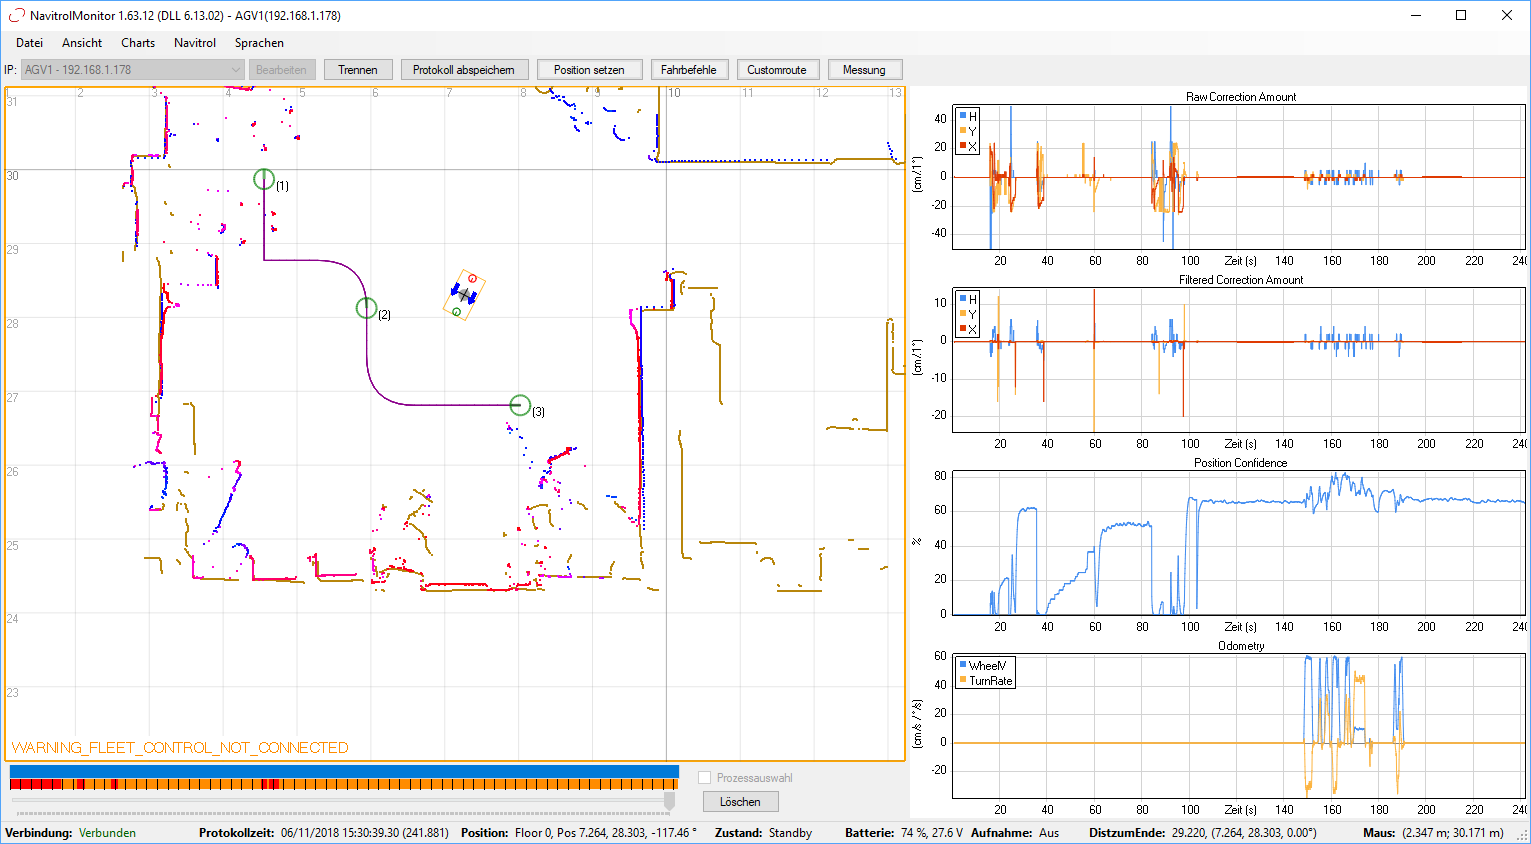 NavitrolMonitor 1.63.12 (DLL 6.13.02) - AGV1(192.168.1.178)
Datei Ansicht Charts Navitrol Sprachen
IP: AGV1 - 192.168.1.178 Bearbeiten Trennen Protokoll abspeichern Position setzen Fahrbefehle Customroute Messung
1 2 3 4 5 6 7 8 9 10 11 12 13
31
30
29
28
27
26
25
24
23
(1)
(2)
(3)
WARNING_FLEET_CONTROL_NOT_CONNECTED
Raw Correction Amount
H
Y
X
(cm/1°)
40
20
0
-20
-40
20 40 60 80 100 120 140 160 180 200 220 240
Zeit (s)
Filtered Correction Amount
H
Y
X
(cm/1°)
10
0
-10
-20
20 40 60 80 100 120 140 160 180 200 220 240
Zeit (s)
Position Confidence
%
80
60
40
20
0
20 40 60 80 100 120 140 160 180 200 220 240
Zeit (s)
Odometry
WheelV
TurnRate
(cm/s /°/s)
60
40
20
0
-20
20 40 60 80 100 120 140 160 180 200 220 240
Zeit (s)
Prozessauswahl
Löschen
Verbindung: Verbunden Protokollzeit: 06/11/2018 15:30:39.30 (241.881) Position: Floor 0, Pos 7.264, 28.303, -117.46 ° Zustand: Standby Batterie: 74 %, 27.6 V Aufnahme: Aus DistzumEnde: 29.220, (7.264, 28.303, 0.00°) Maus: (2.347 m; 30.171 m)